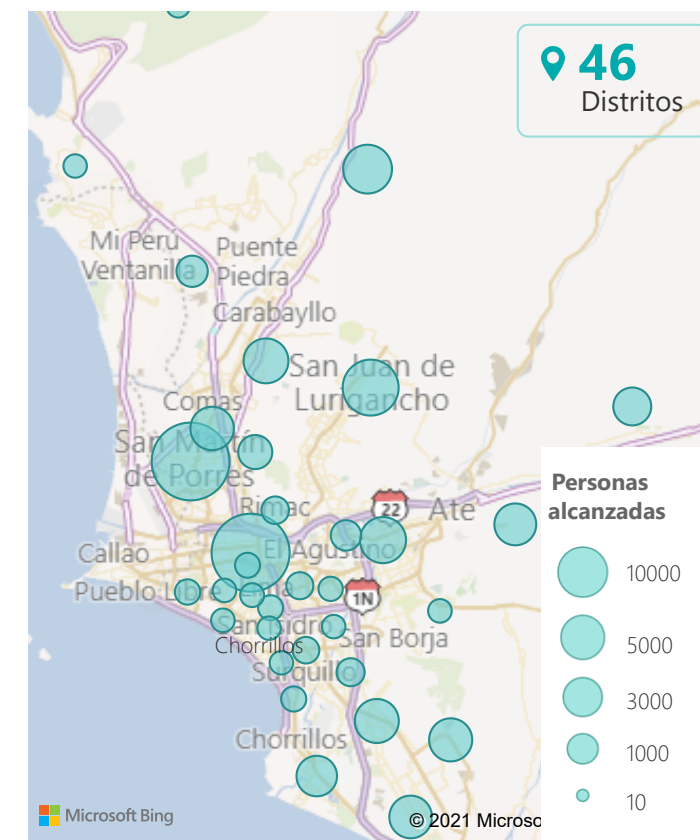 46
Distritos
Mi Perú
Ventanilla
Puente
Piedra
Carabayllo
San Juan de
Lurigancho
Comas
San Martín
de Porres
Rimac
22
Ate
Callao
El Agustino
Pueblo Libre
Lima
1N
San Isidro
San Borja
Chorrillos
Surquillo
Chorrillos
Personas
alcanzadas
10000
5000
3000
1000
10
Microsoft Bing
© 2021 Microso